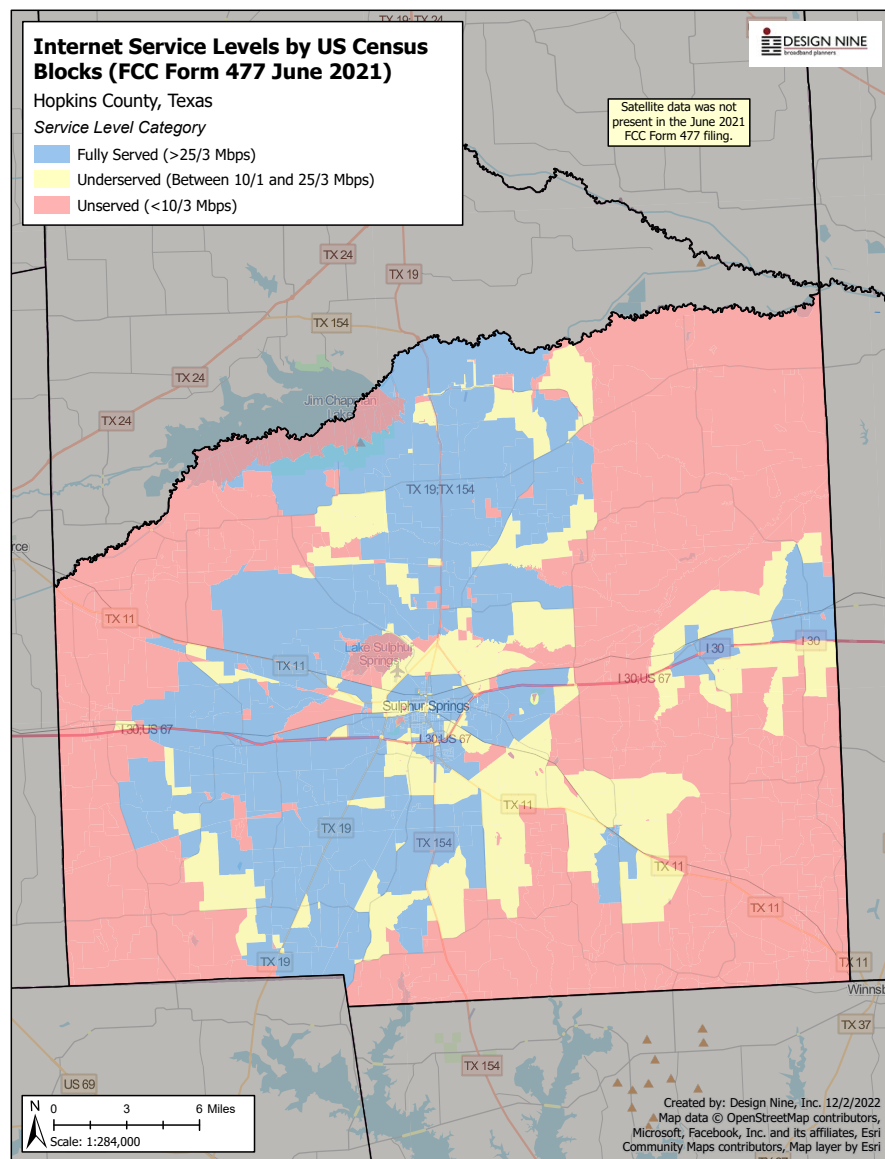 TX 19;TX 24
Internet Service Levels by US Census
Blocks (FCC Form 477 June 2021)
Hopkins County, Texas
Service Level Category
Fully Served (>25/3 Mbps)
Underserved (Between 10/1 and 25/3 Mbps)
Unserved (<10/3 Mbps)
DESIGN NINE
broadband planners
Satellite data was not
present in the June 2021
FCC Form 477 filing.
TX 24
TX 19
TX 154
TX 24
TX 24
Jim Chapman
Lake
TX 19;TX 154
rce
TX 11
TX 11
Lake Sulphur
Springs
I 30
I 30
I 30;US 67
Sulphur Springs
I 30;US 67
I 30;US 67
TX 11
TX 19
TX 154
TX 11
TX 11
TX 19
TX 11
Winnsb
TX 37
TX 154
US 69
N
0 3 6 Miles
Scale: 1:284,000
Created by: Design Nine, Inc. 12/2/2022
Map data © OpenStreetMap contributors,
Microsoft, Facebook, Inc. and its affiliates, Esri
Community Maps contributors, Map layer by Esri